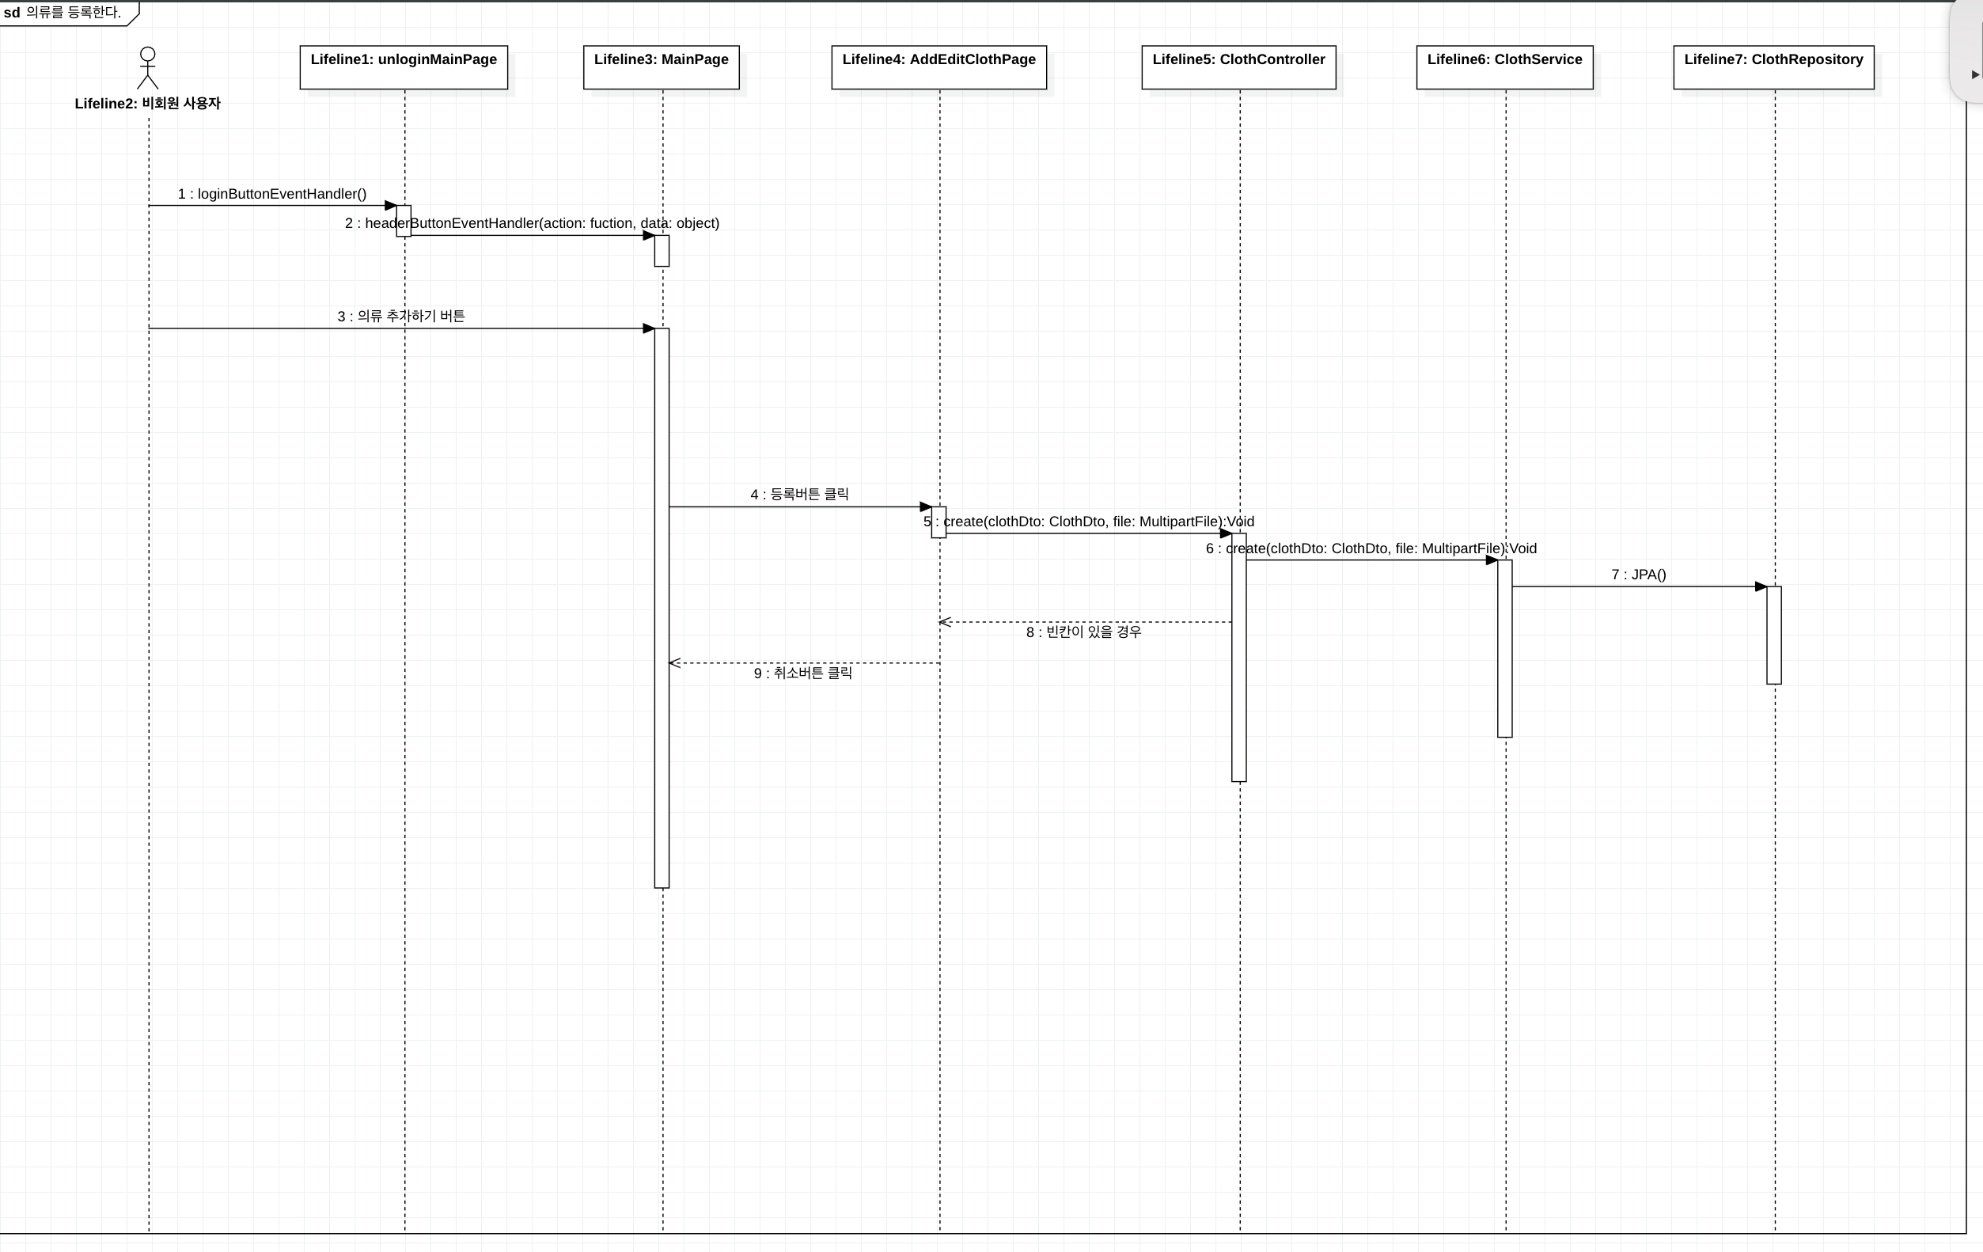 sd 의류를 등록한다.
Lifeline2: 비회원 사용자
Lifeline1: unloginMainPage
Lifeline3: MainPage
Lifeline4: AddEditClothPage
Lifeline5: ClothController
Lifeline6: ClothService
Lifeline7: ClothRepository
1 : loginButtonEventHandler()
2 : headerButtonEventHandler(action: fuction, data: object)
3 : 의류 추가하기 버튼
4 : 등록버튼 클릭
5 : create(clothDto: ClothDto, file: MultipartFile):Void
6 : create(clothDto: ClothDto, file: MultipartFile):Void
7 : JPA()
8 : 빈칸이 있을 경우
9 : 취소버튼 클릭